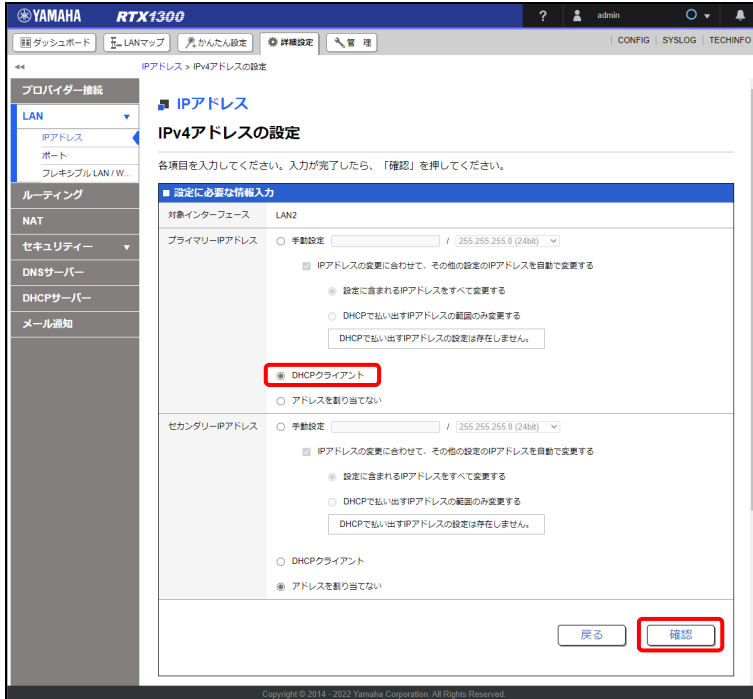 YAMAHA RTX1300 ? admin
ダッシュボード LANマップ かんたん設定 詳細設定 管 理 CONFIG | SYSLOG | TECHINFO
◂◂ IPアドレス > IPv4アドレスの設定
プロバイダー接続
LAN ▼
IPアドレス
ポート
フレキシブル LAN / W...
ルーティング
NAT
セキュリティー ▼
DNSサーバー
DHCPサーバー
メール通知
IPアドレス
IPv4アドレスの設定
各項目を入力してください。入力が完了したら、「確認」を押してください。
■ 設定に必要な情報入力
対象インターフェース LAN2
プライマリーIPアドレス 手動設定 / 255.255.255.0 (24bit)
IPアドレスの変更に合わせて、その他の設定のIPアドレスを自動で変更する
設定に含まれるIPアドレスをすべて変更する
DHCPで払い出すIPアドレスの範囲のみ変更する
DHCPで払い出すIPアドレスの設定は存在しません。
DHCPクライアント
アドレスを割り当てない
セカンダリーIPアドレス 手動設定 / 255.255.255.0 (24bit)
IPアドレスの変更に合わせて、その他の設定のIPアドレスを自動で変更する
設定に含まれるIPアドレスをすべて変更する
DHCPで払い出すIPアドレスの範囲のみ変更する
DHCPで払い出すIPアドレスの設定は存在しません。
DHCPクライアント
アドレスを割り当てない
戻る 確認
Copyright © 2014 - 2022 Yamaha Corporation. All Rights Reserved.